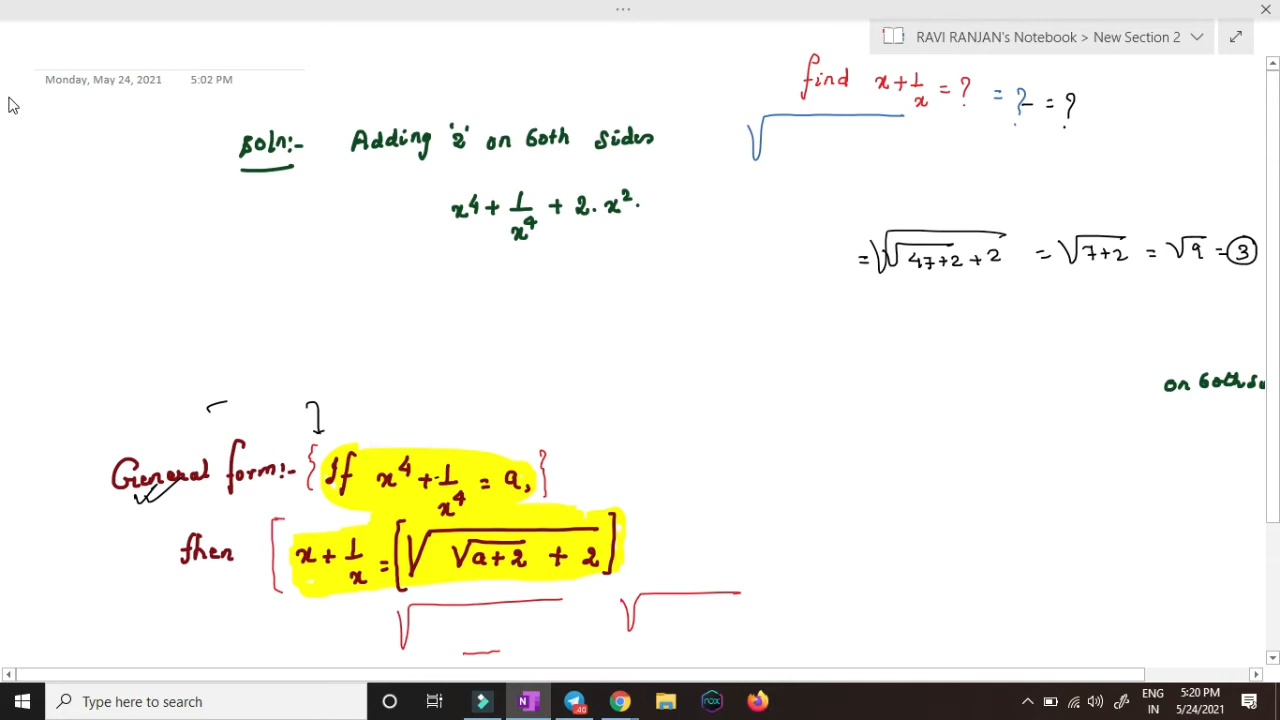 ...
RAVI RANJAN's Notebook > New Section 2
Monday, May 24, 2021 5:02 PM
find x+1/x = ? = ? = ?
Soln:- Adding '2' on both sides
x⁴ + 1/x⁴ + 2. x².
= √(√(47+2) + 2) = √(7+2) = √9 = 3
on both s
General form:- { If x⁴ + 1/x⁴ = a, }
then [ x + 1/x = [√(√(a+2) + 2)]
Type here to search
40
N
nox
ENG
IN
5:20 PM
5/24/2021